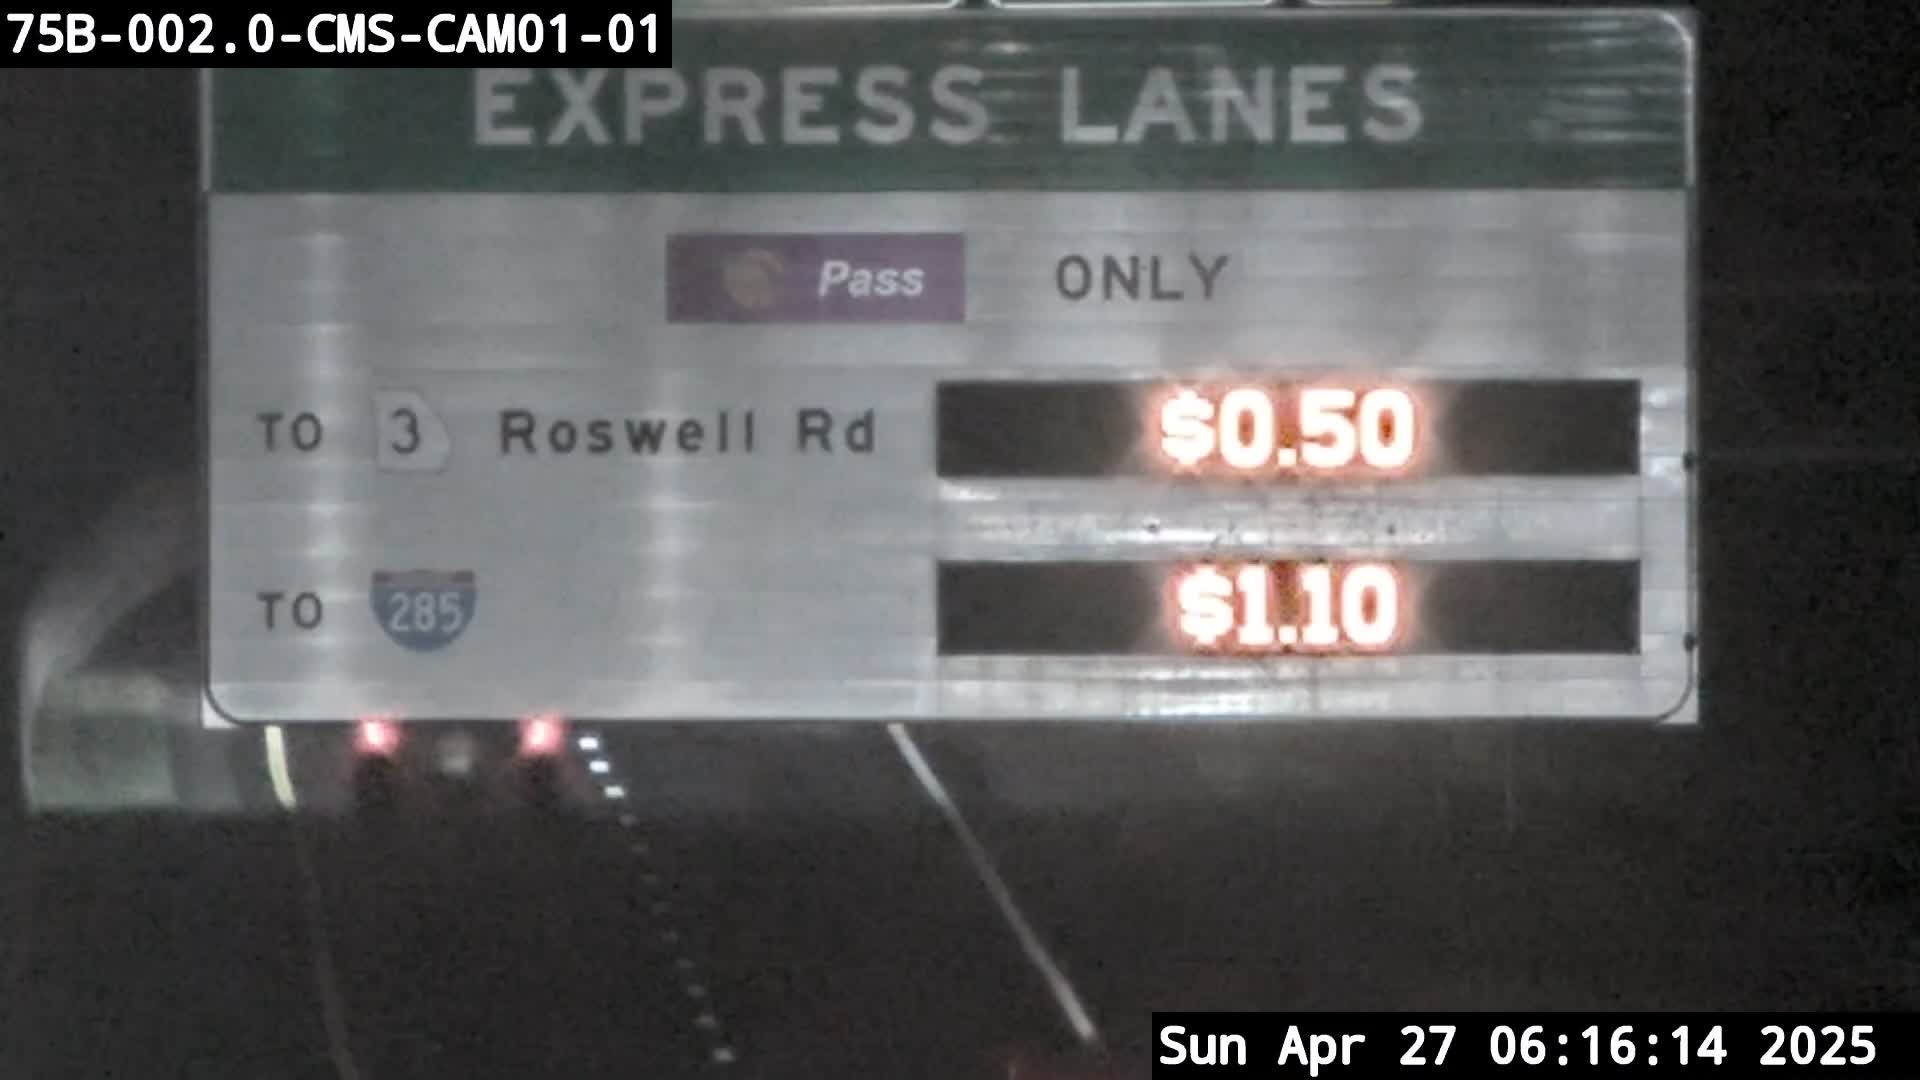 75B-002.0-CMS-CAM01-01
EXPRESS LANES
Pass ONLY
TO 3 Roswell Rd $0.50
TO 285 $1.10
Sun Apr 27 06:16:14 2025